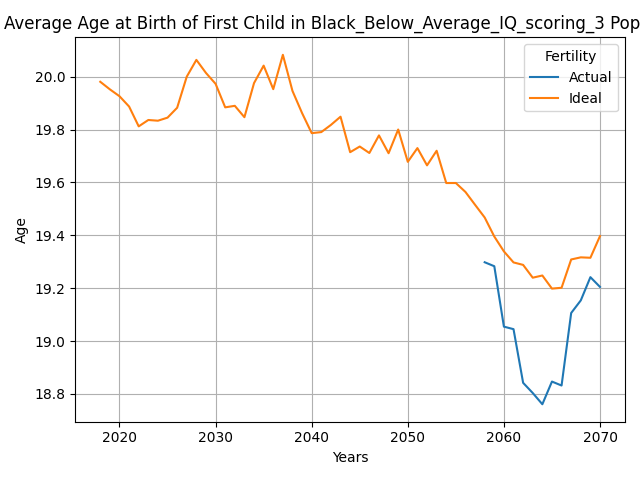 Average Age at Birth of First Child in Black_Below_Average_IQ_scoring_3 Pop
Fertility
Actual
Ideal
20.0
19.8
19.6
19.4
19.2
19.0
18.8
Age
2020 2030 2040 2050 2060 2070
Years